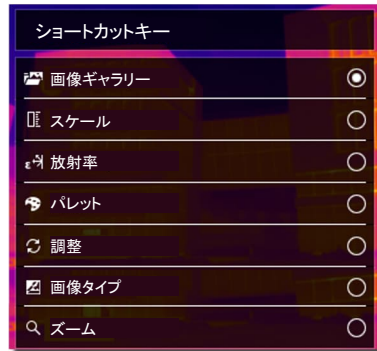 ショートカットキー
画像ギャラリー
スケール
ε 放射率
パレット
調整
画像タイプ
ズーム